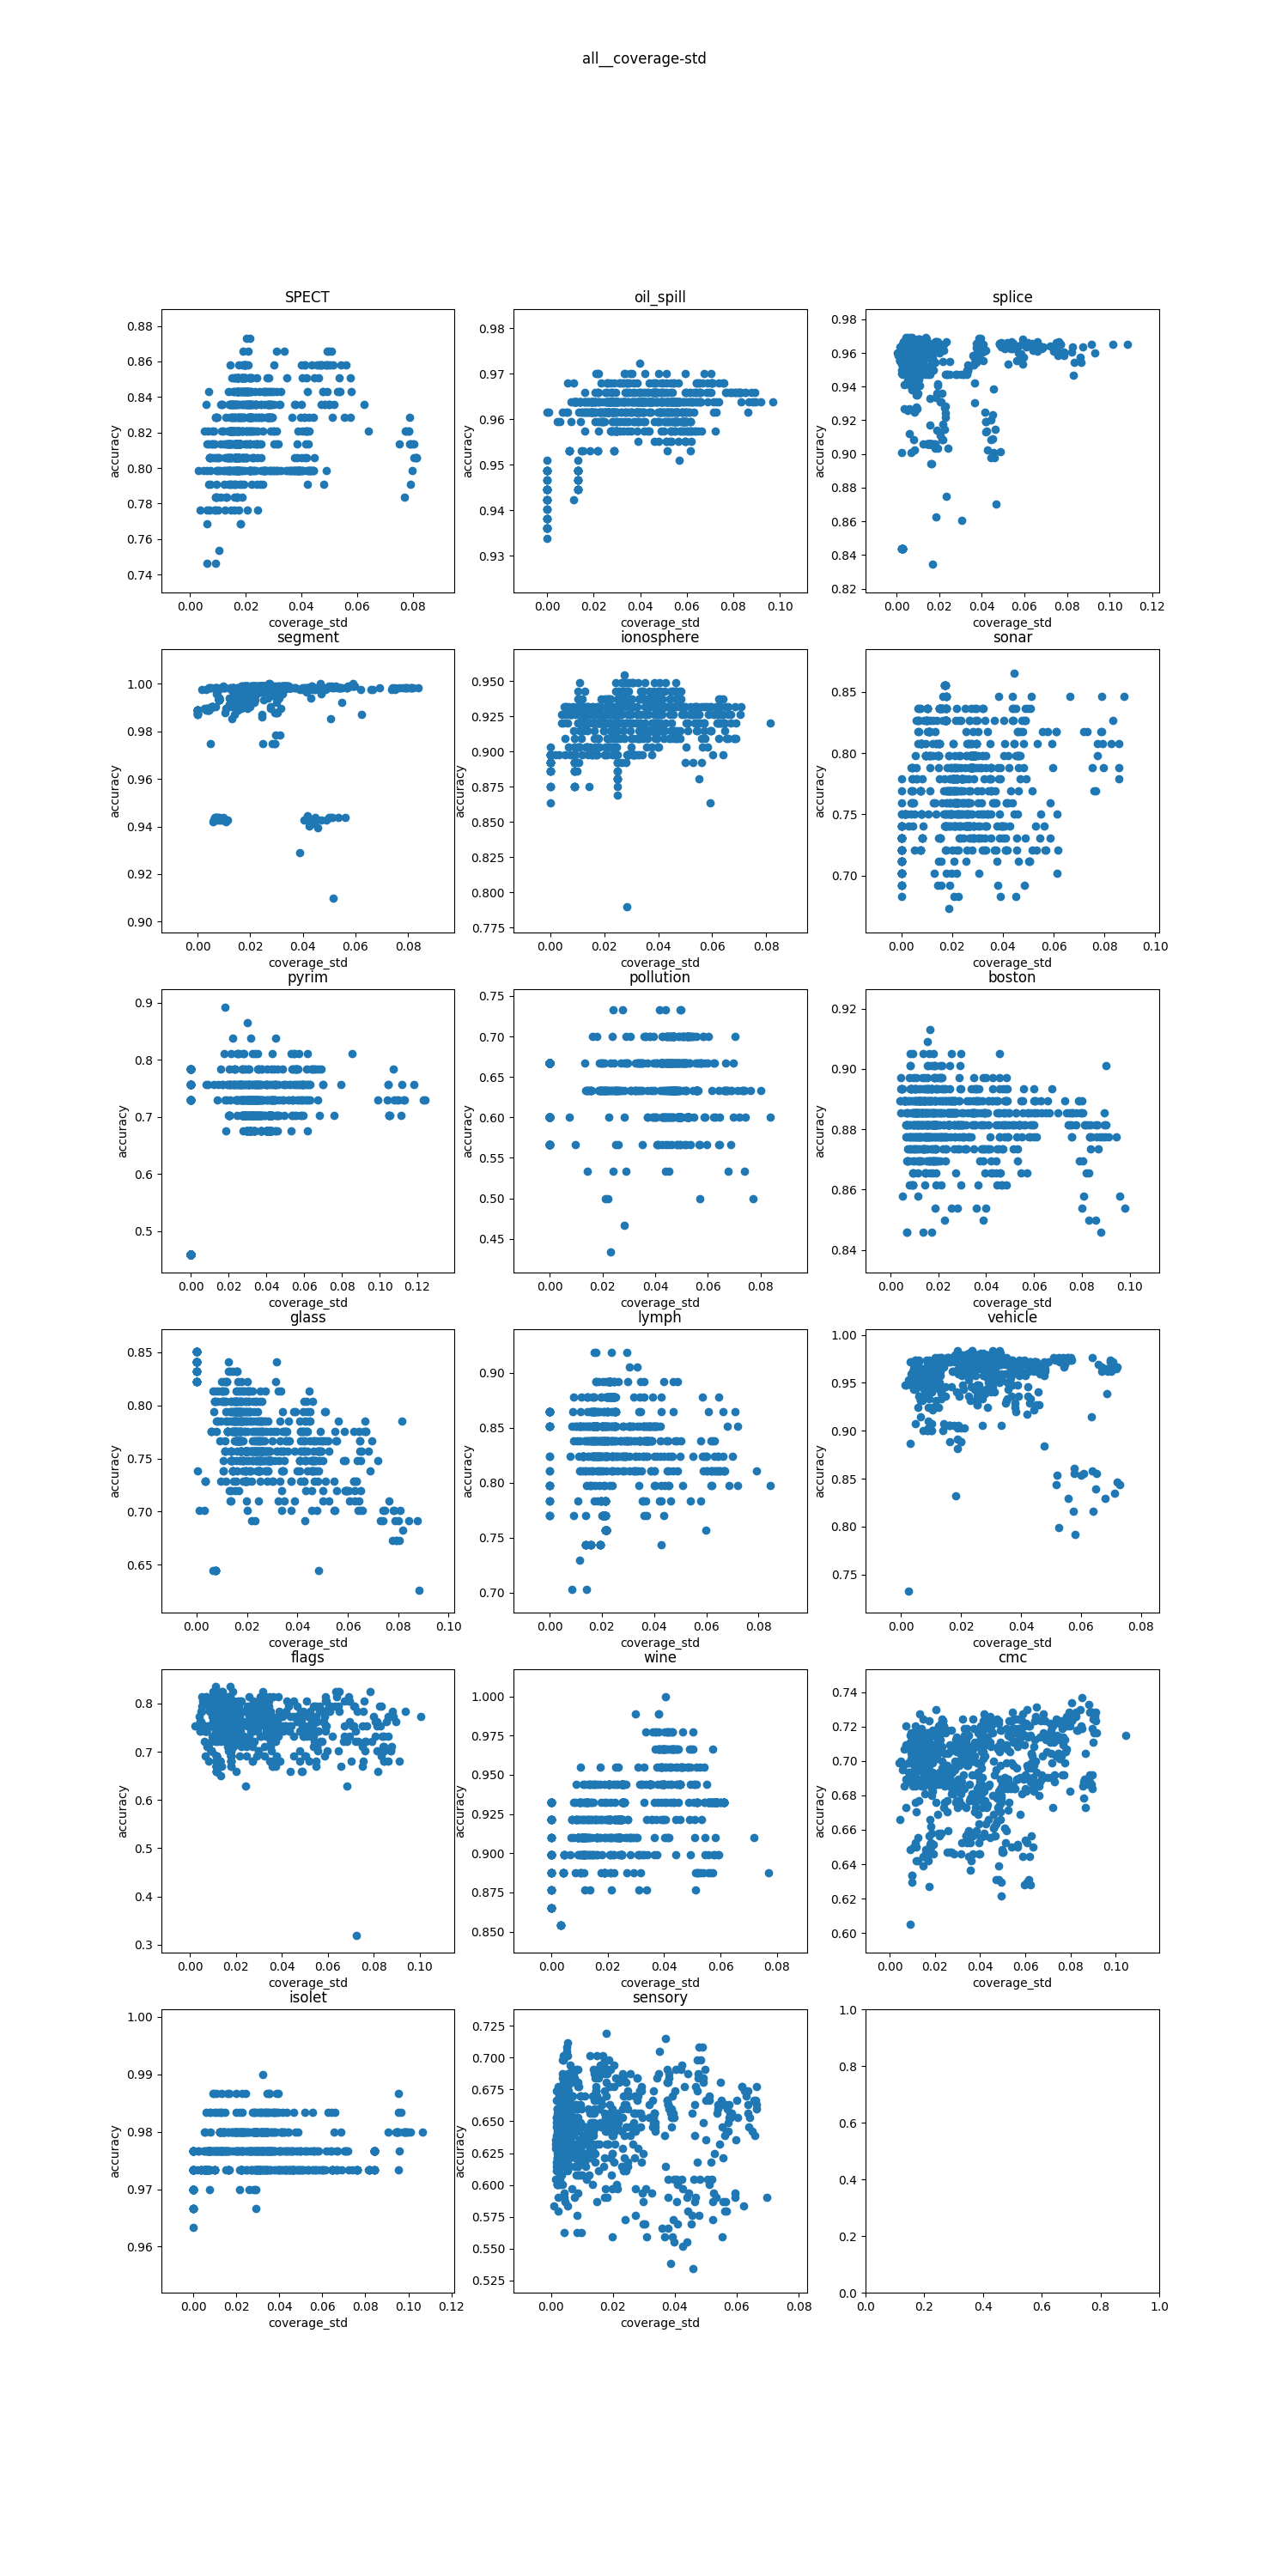 all__coverage-std
SPECT
0.88
0.86
0.84
0.82
0.80
0.78
0.76
0.74
accuracy
0.00 0.02 0.04 0.06 0.08
coverage_std
oil_spill
0.98
0.97
0.96
0.95
0.94
0.93
accuracy
0.00 0.02 0.04 0.06 0.08 0.10
coverage_std
splice
0.98
0.96
0.94
0.92
0.90
0.88
0.86
0.84
0.82
accuracy
0.00 0.02 0.04 0.06 0.08 0.10 0.12
coverage_std
segment
1.00
0.98
0.96
0.94
0.92
0.90
accuracy
0.00 0.02 0.04 0.06 0.08
coverage_std
ionosphere
0.950
0.925
0.900
0.875
0.850
0.825
0.800
0.775
accuracy
0.00 0.02 0.04 0.06 0.08
coverage_std
sonar
0.85
0.80
0.75
0.70
accuracy
0.00 0.02 0.04 0.06 0.08 0.10
coverage_std
pyrim
0.9
0.8
0.7
0.6
0.5
accuracy
0.00 0.02 0.04 0.06 0.08 0.10 0.12
coverage_std
pollution
0.75
0.70
0.65
0.60
0.55
0.50
0.45
accuracy
0.00 0.02 0.04 0.06 0.08
coverage_std
boston
0.92
0.90
0.88
0.86
0.84
accuracy
0.00 0.02 0.04 0.06 0.08 0.10
coverage_std
glass
0.85
0.80
0.75
0.70
0.65
accuracy
0.00 0.02 0.04 0.06 0.08 0.10
coverage_std
lymph
0.90
0.85
0.80
0.75
0.70
accuracy
0.00 0.02 0.04 0.06 0.08
coverage_std
vehicle
1.00
0.95
0.90
0.85
0.80
0.75
accuracy
0.00 0.02 0.04 0.06 0.08
coverage_std
flags
0.8
0.7
0.6
0.5
0.4
0.3
accuracy
0.00 0.02 0.04 0.06 0.08 0.10
coverage_std
wine
1.000
0.975
0.950
0.925
0.900
0.875
0.850
accuracy
0.00 0.02 0.04 0.06 0.08
coverage_std
cmc
0.74
0.72
0.70
0.68
0.66
0.64
0.62
0.60
accuracy
0.00 0.02 0.04 0.06 0.08 0.10
coverage_std
isolet
1.00
0.99
0.98
0.97
0.96
accuracy
0.00 0.02 0.04 0.06 0.08 0.10 0.12
coverage_std
sensory
0.725
0.700
0.675
0.650
0.625
0.600
0.575
0.550
0.525
accuracy
0.00 0.02 0.04 0.06 0.08
coverage_std
1.0
0.8
0.6
0.4
0.2
0.0
0.0 0.2 0.4 0.6 0.8 1.0